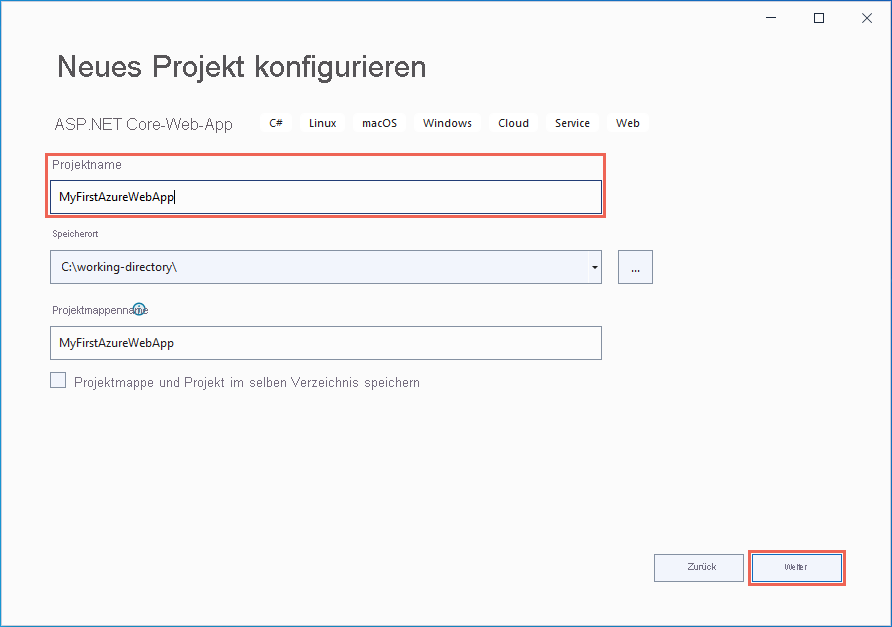 Neues Projekt konfigurieren
ASP.NET Core-Web-App C# Linux macOS Windows Cloud Service Web
Projektname
MyFirstAzureWebApp
Speicherort
C:\working-directory\
...
Projektmappenname
MyFirstAzureWebApp
Projektmappe und Projekt im selben Verzeichnis speichern
Zurück Weiter